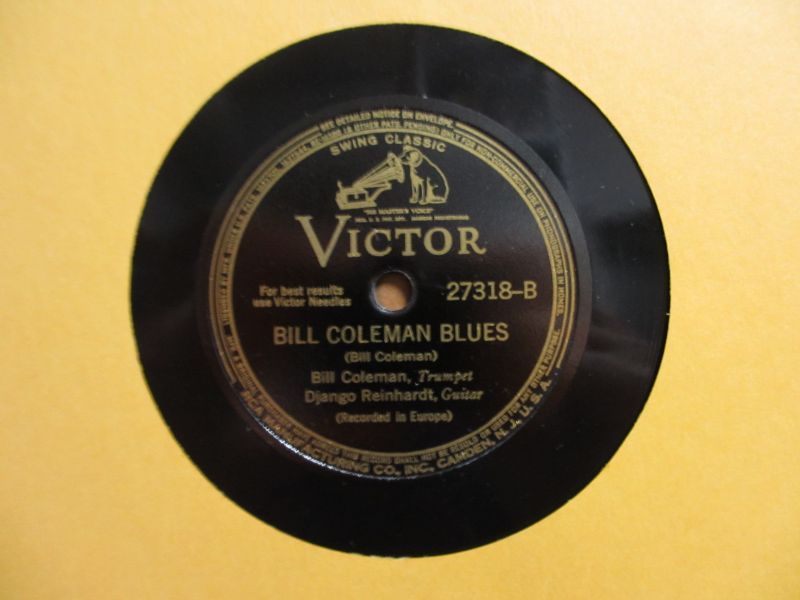 SEE DETAILED NOTICE ON ENVELOPE.
SWING CLASSIC
"HIS MASTER'S VOICE"
VICTOR
For best results
use Victor Needles
27318-B
BILL COLEMAN BLUES
(Bill Coleman)
Bill Coleman, Trumpet
Django Reinhardt, Guitar
(Recorded in Europe)
RCA MANUFACTURING CO., INC., CAMDEN, N. J., U. S. A.